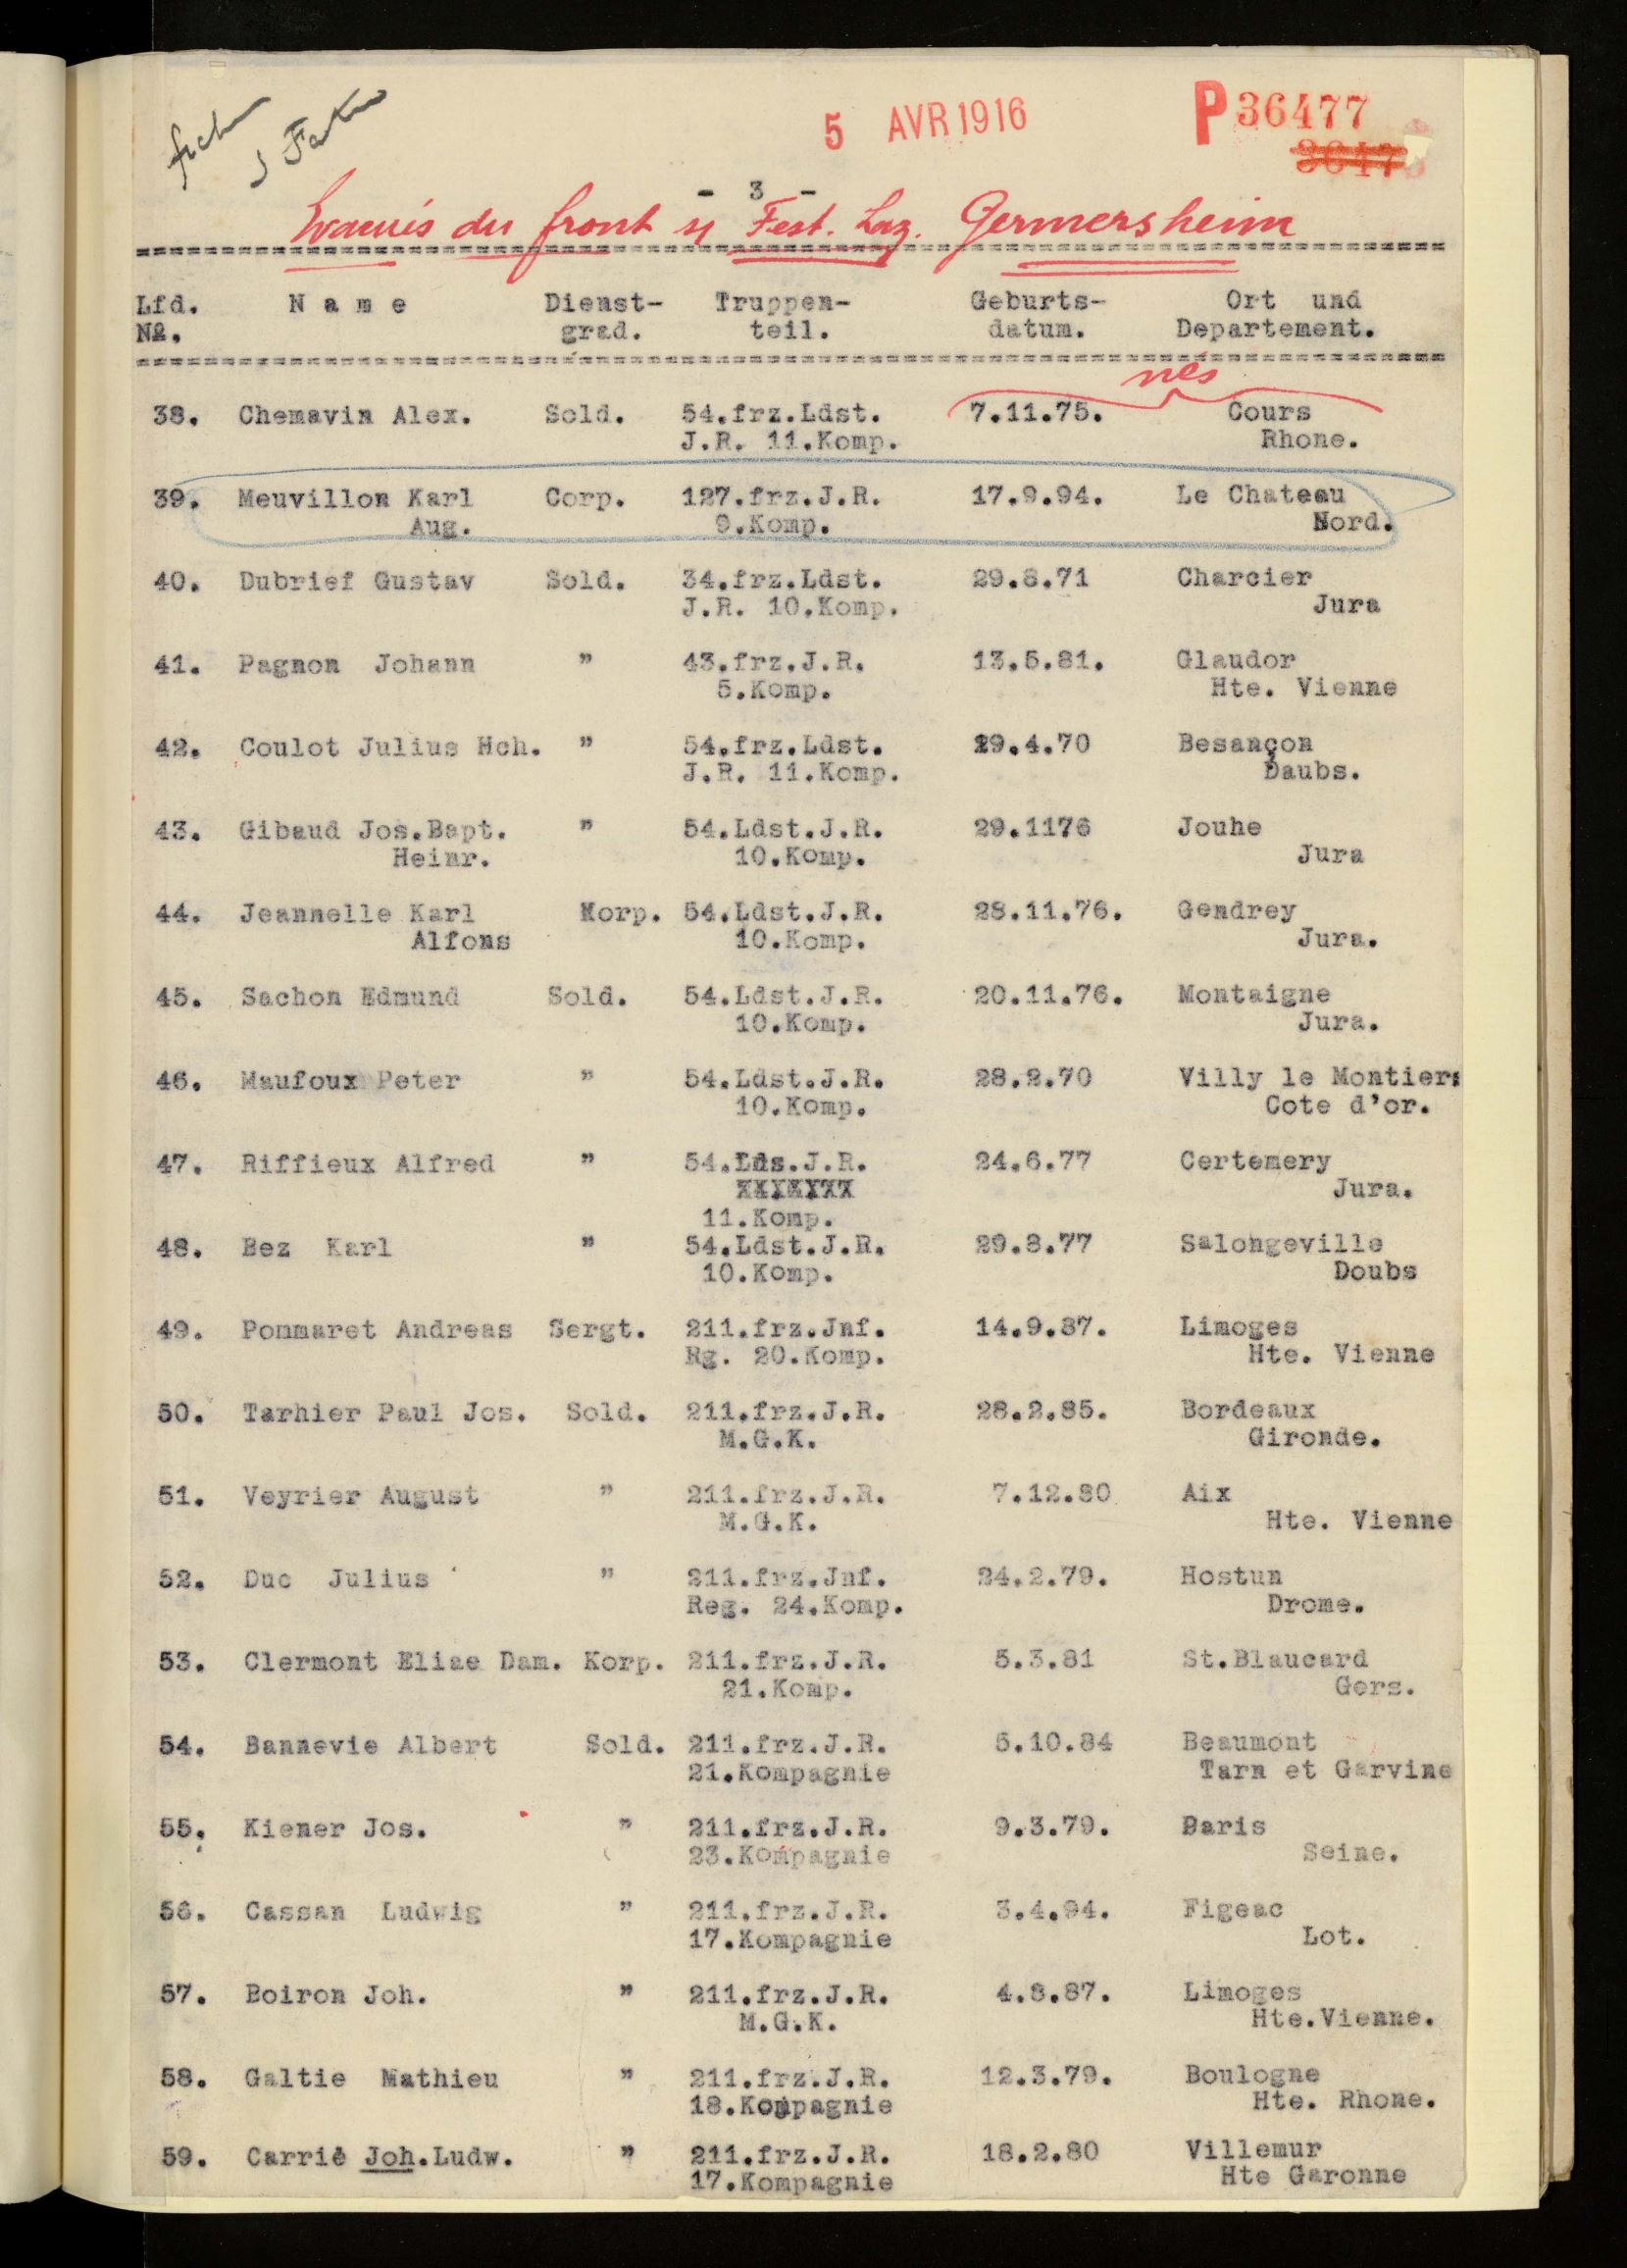 5 AVR 1916
P 36477
- 3 -
Evacués du front Fest. Laz. Germersheim
Lfd. Name Dienst- Truppen- Geburts- Ort und
No. grad. teil. datum. Departement.
nés
38. Chemavin Alex. Sold. 54.frz.Ldst. 7.11.75. Cours
J.R. 11.Komp. Rhone.
39. Meuvillon Karl Corp. 127.frz.J.R. 17.9.94. Le Chateau
Aug. 9.Komp. Nord.
40. Dubrief Gustav Sold. 34.frz.Ldst. 29.8.71 Charcier
J.R. 10.Komp. Jura
41. Pagnon Johann " 43.frz.J.R. 13.5.81. Glaudor
5.Komp. Hte. Vienne
42. Coulot Julius Hch. " 54.frz.Ldst. 29.4.70 Besançon
J.R. 11.Komp. Daubs.
43. Gibaud Jos.Bapt. " 54.Ldst.J.R. 29.1176 Jouhe
Heinr. 10.Komp. Jura
44. Jeannelle Karl Korp. 54.Ldst.J.R. 28.11.76. Gendrey
Alfons 10.Komp. Jura.
45. Sachon Edmund Sold. 54.Ldst.J.R. 20.11.76. Montaigne
10.Komp. Jura.
46. Maufoux Peter " 54.Ldst.J.R. 28.2.70 Villy le Montiers
10.Komp. Cote d'or.
47. Riffieux Alfred " 54.Lds.J.R. 24.6.77 Certemery
Jura.
11.Komp.
48. Bez Karl " 54.Ldst.J.R. 29.8.77 Salongeville
10.Komp. Doubs
49. Pommaret Andreas Sergt. 211.frz.Jnf. 14.9.87. Limoges
Rg. 20.Komp. Hte. Vienne
50. Tarhier Paul Jos. Sold. 211.frz.J.R. 28.2.85. Bordeaux
M.G.K. Gironde.
51. Veyrier August " 211.frz.J.R. 7.12.80 Aix
M.G.K. Hte. Vienne
52. Duc Julius " 211.frz.Jnf. 24.2.79. Hostun
Reg. 24.Komp. Drome.
53. Clermont Eliae Dam. Korp. 211.frz.J.R. 5.3.81 St.Blaucard
21.Komp. Gers.
54. Bannevie Albert Sold. 211.frz.J.R. 5.10.84 Beaumont
21.Kompagnie Tarn et Garvine
55. Kiener Jos. " 211.frz.J.R. 9.3.79. Paris
23.Kompagnie Seine.
56. Cassan Ludwig " 211.frz.J.R. 3.4.94. Figeac
17.Kompagnie Lot.
57. Boiron Joh. " 211.frz.J.R. 4.8.87. Limoges
M.G.K. Hte.Vienne.
58. Galtie Mathieu " 211.frz.J.R. 12.3.79. Boulogne
18.Kompagnie Hte. Rhone.
59. Carrié Joh.Ludw. " 211.frz.J.R. 18.2.80 Villemur
17.Kompagnie Hte Garonne